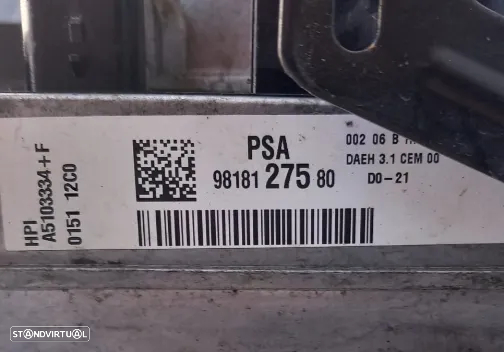 HPI
A5103334+F
0151 12C0
PSA
98181 275 80
002 06 B
DAEH 3.1 CEM 00
D0-21
STANDVIRTUAL